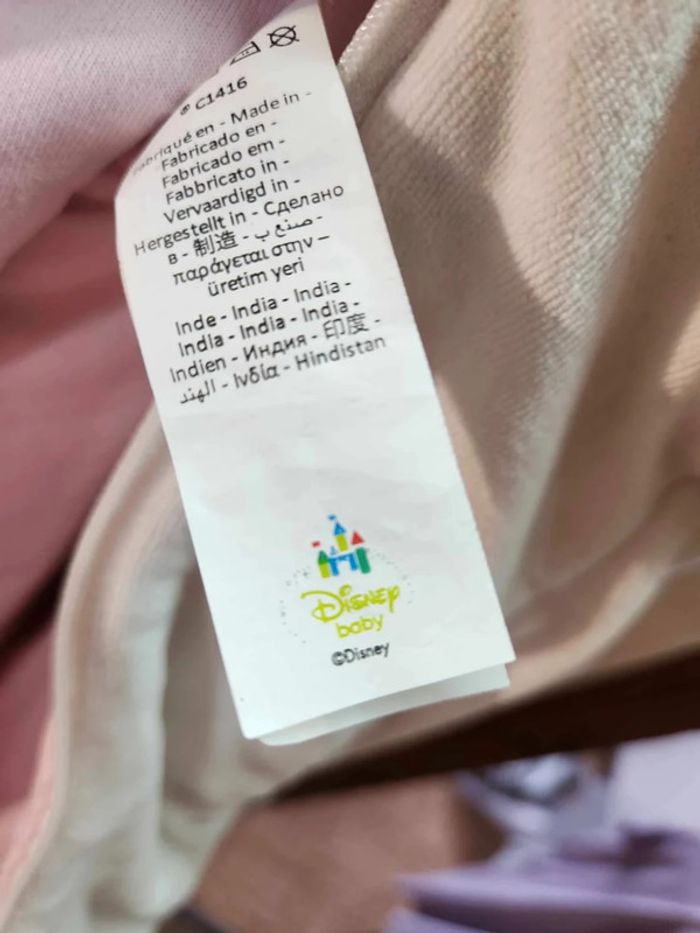 ® C1416
Fabriqué en - Made in -
Fabricado en -
Fabricado em -
Fabbricato in -
Vervaardigd in -
Hergestellt in - Сделано
в - 制造 - صنع ب -
παράγεται στην –
üretim yeri
Inde - India - India -
India - India - India -
Indien - Индия - 印度 -
الهند - Ινδία - Hindistan
Disney
baby
©Disney